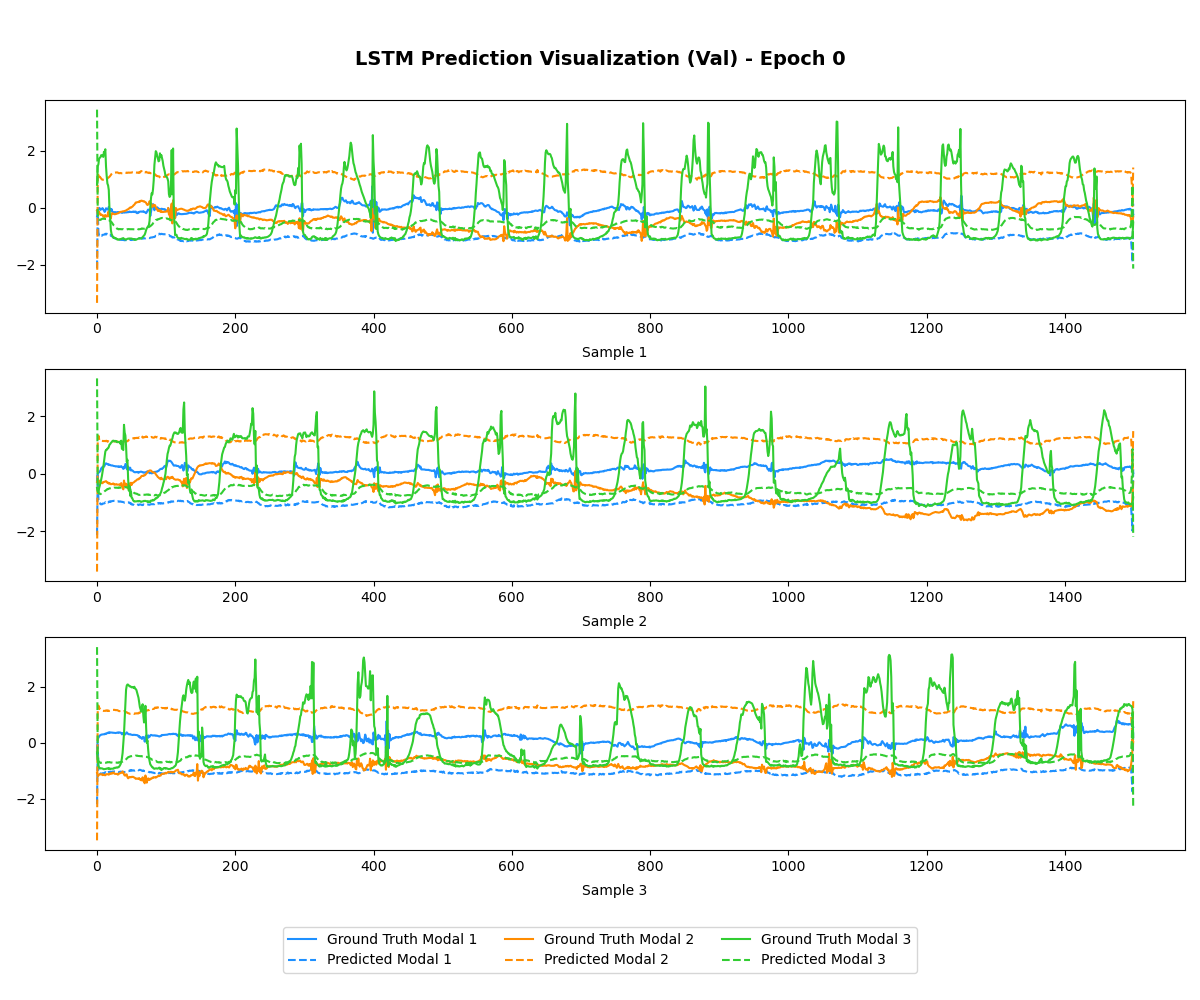 LSTM Prediction Visualization (Val) - Epoch 0
2
0
−2
0 200 400 600 800 1000 1200 1400
Sample 1
2
0
−2
0 200 400 600 800 1000 1200 1400
Sample 2
2
0
−2
0 200 400 600 800 1000 1200 1400
Sample 3
Ground Truth Modal 1 Ground Truth Modal 2 Ground Truth Modal 3
Predicted Modal 1 Predicted Modal 2 Predicted Modal 3